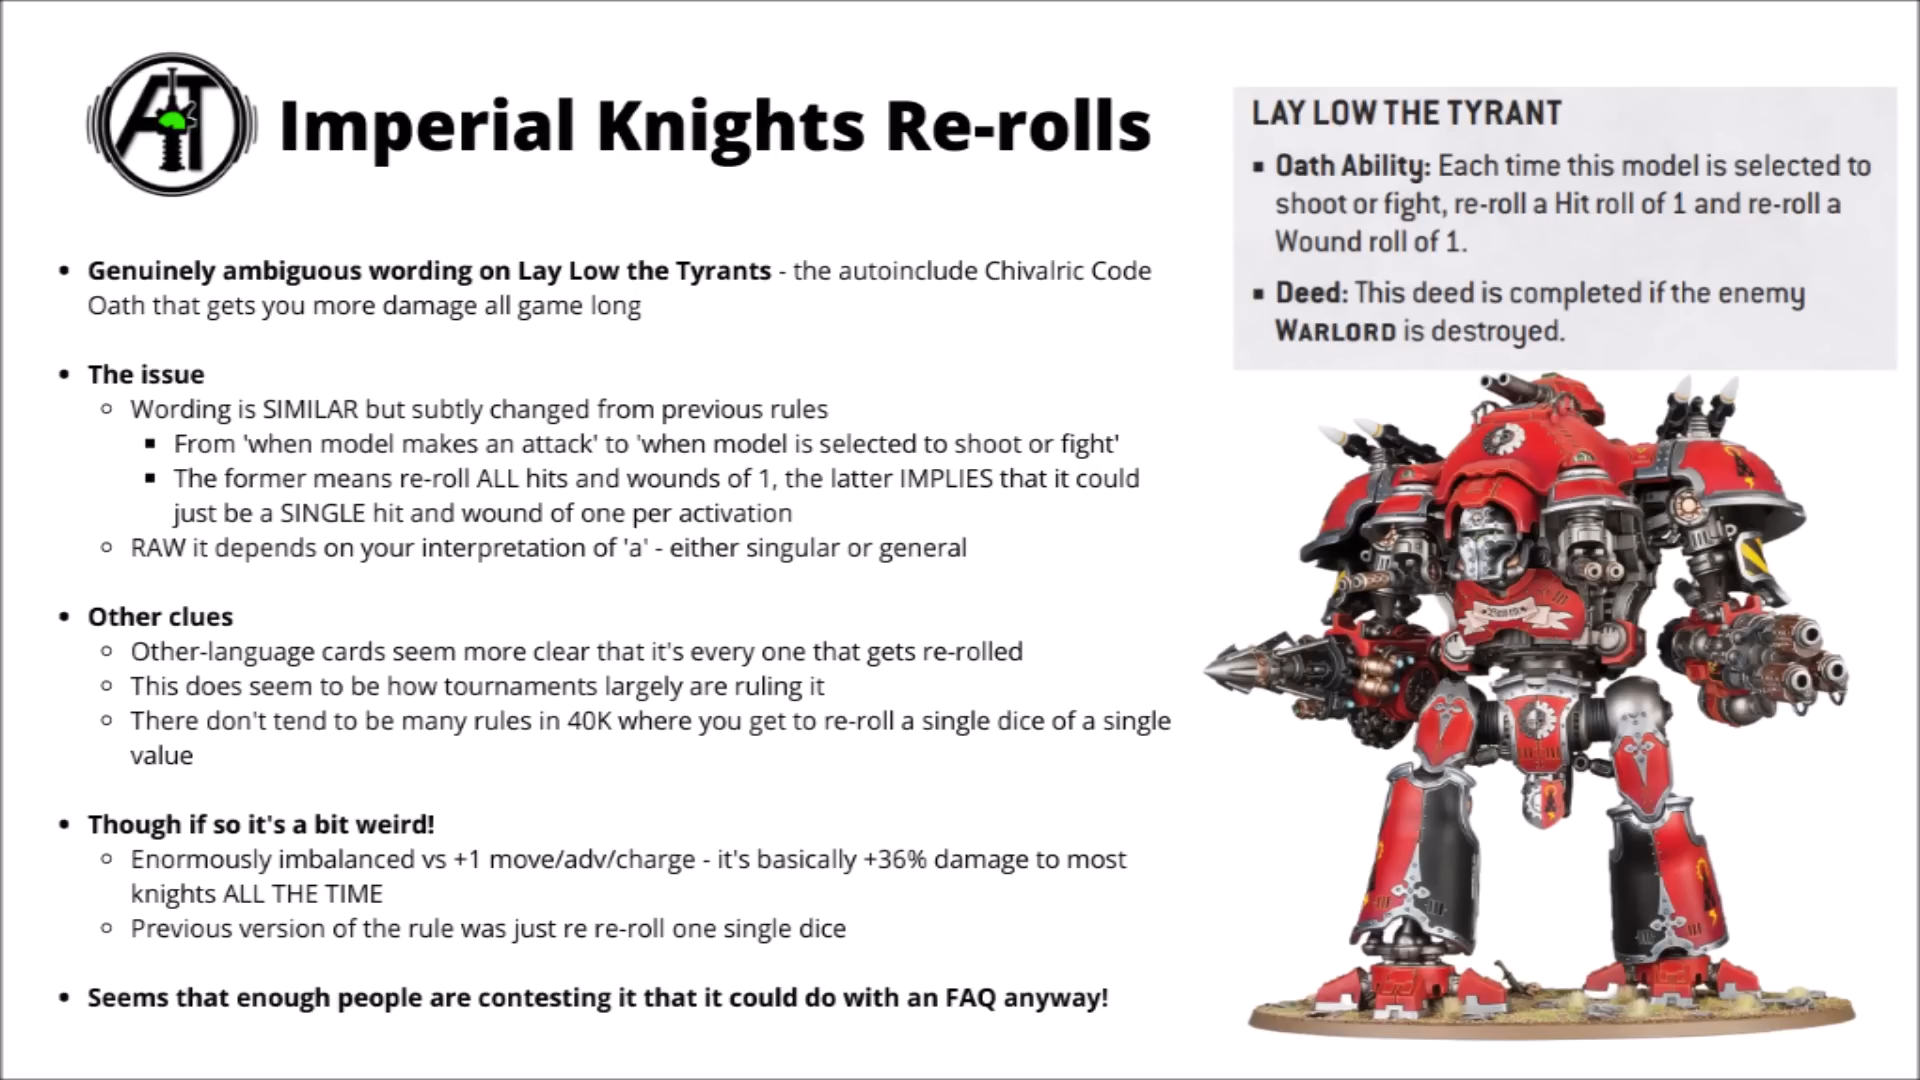 AT
Imperial Knights Re-rolls
• Genuinely ambiguous wording on Lay Low the Tyrants - the autoinclude Chivalric Code
Oath that gets you more damage all game long
• The issue
◦ Wording is SIMILAR but subtly changed from previous rules
▪ From 'when model makes an attack' to 'when model is selected to shoot or fight'
▪ The former means re-roll ALL hits and wounds of 1, the latter IMPLIES that it could
just be a SINGLE hit and wound of one per activation
◦ RAW it depends on your interpretation of 'a' - either singular or general
• Other clues
◦ Other-language cards seem more clear that it's every one that gets re-rolled
◦ This does seem to be how tournaments largely are ruling it
◦ There don't tend to be many rules in 40K where you get to re-roll a single dice of a single
value
• Though if so it's a bit weird!
◦ Enormously imbalanced vs +1 move/adv/charge - it's basically +36% damage to most
knights ALL THE TIME
◦ Previous version of the rule was just re re-roll one single dice
• Seems that enough people are contesting it that it could do with an FAQ anyway!
LAY LOW THE TYRANT
▪ Oath Ability: Each time this model is selected to
shoot or fight, re-roll a Hit roll of 1 and re-roll a
Wound roll of 1.
▪ Deed: This deed is completed if the enemy
WARLORD is destroyed.